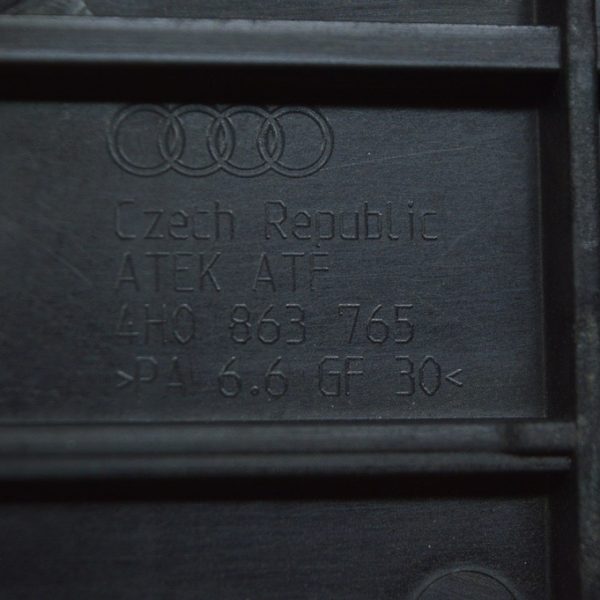 Czech Republic
ATEK ATF
4H0 863 765
>PA 6.6 GF 30<